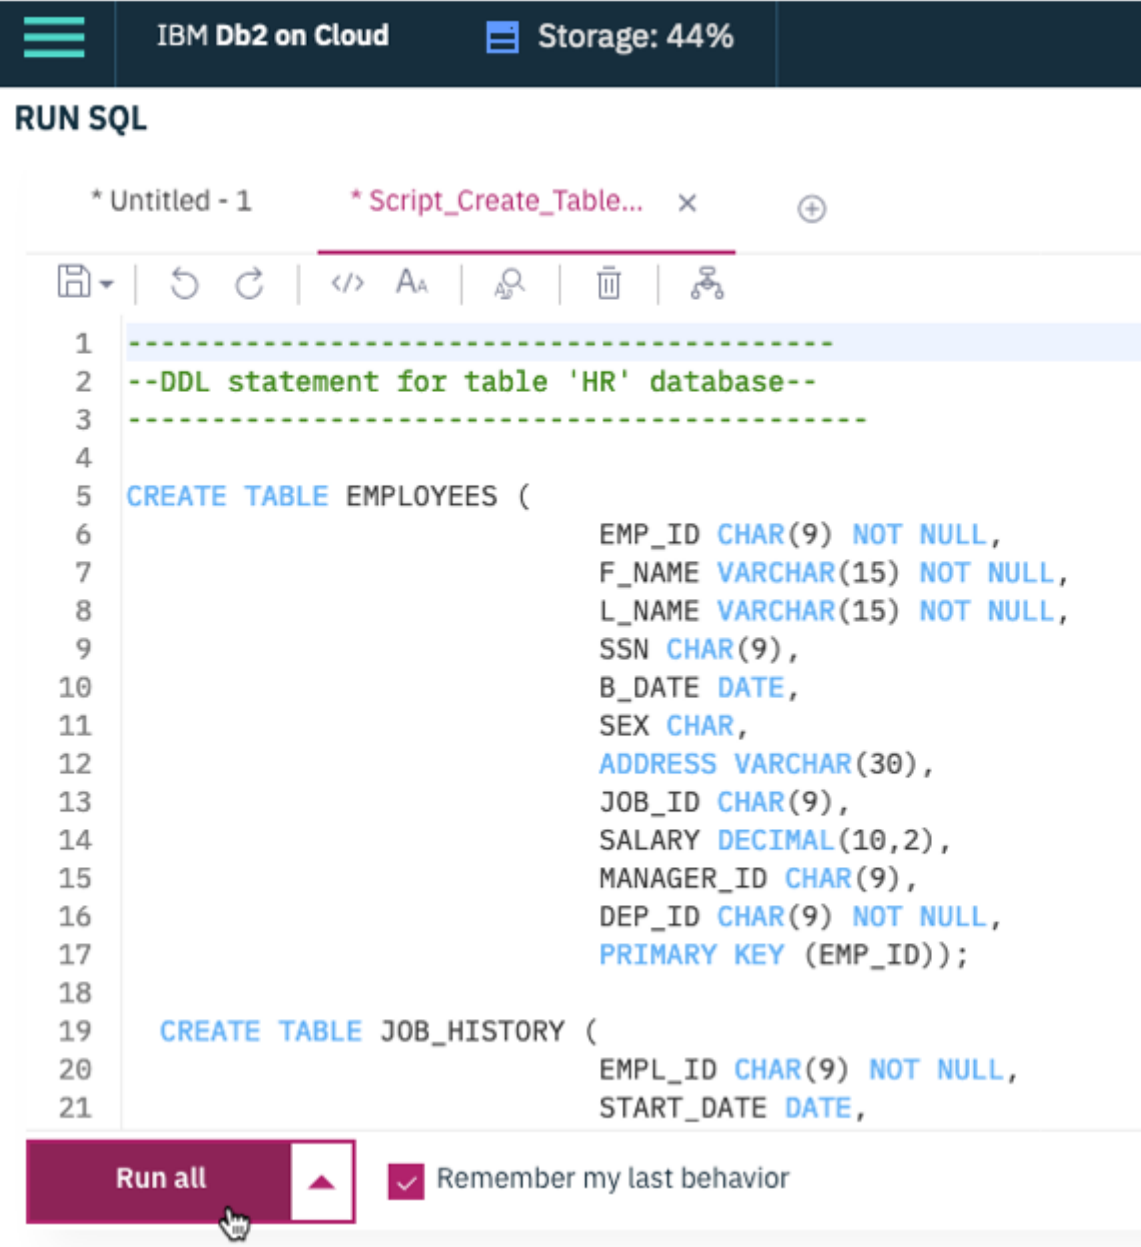 IBM Db2 on Cloud Storage: 44%
RUN SQL
* Untitled - 1 * Script_Create_Table... ×
</> AA
1 ------------------------------------------
2 --DDL statement for table 'HR' database--
3 --------------------------------------------
4
5 CREATE TABLE EMPLOYEES (
6 EMP_ID CHAR(9) NOT NULL,
7 F_NAME VARCHAR(15) NOT NULL,
8 L_NAME VARCHAR(15) NOT NULL,
9 SSN CHAR(9),
10 B_DATE DATE,
11 SEX CHAR,
12 ADDRESS VARCHAR(30),
13 JOB_ID CHAR(9),
14 SALARY DECIMAL(10,2),
15 MANAGER_ID CHAR(9),
16 DEP_ID CHAR(9) NOT NULL,
17 PRIMARY KEY (EMP_ID));
18
19 CREATE TABLE JOB_HISTORY (
20 EMPL_ID CHAR(9) NOT NULL,
21 START_DATE DATE,
Run all Remember my last behavior